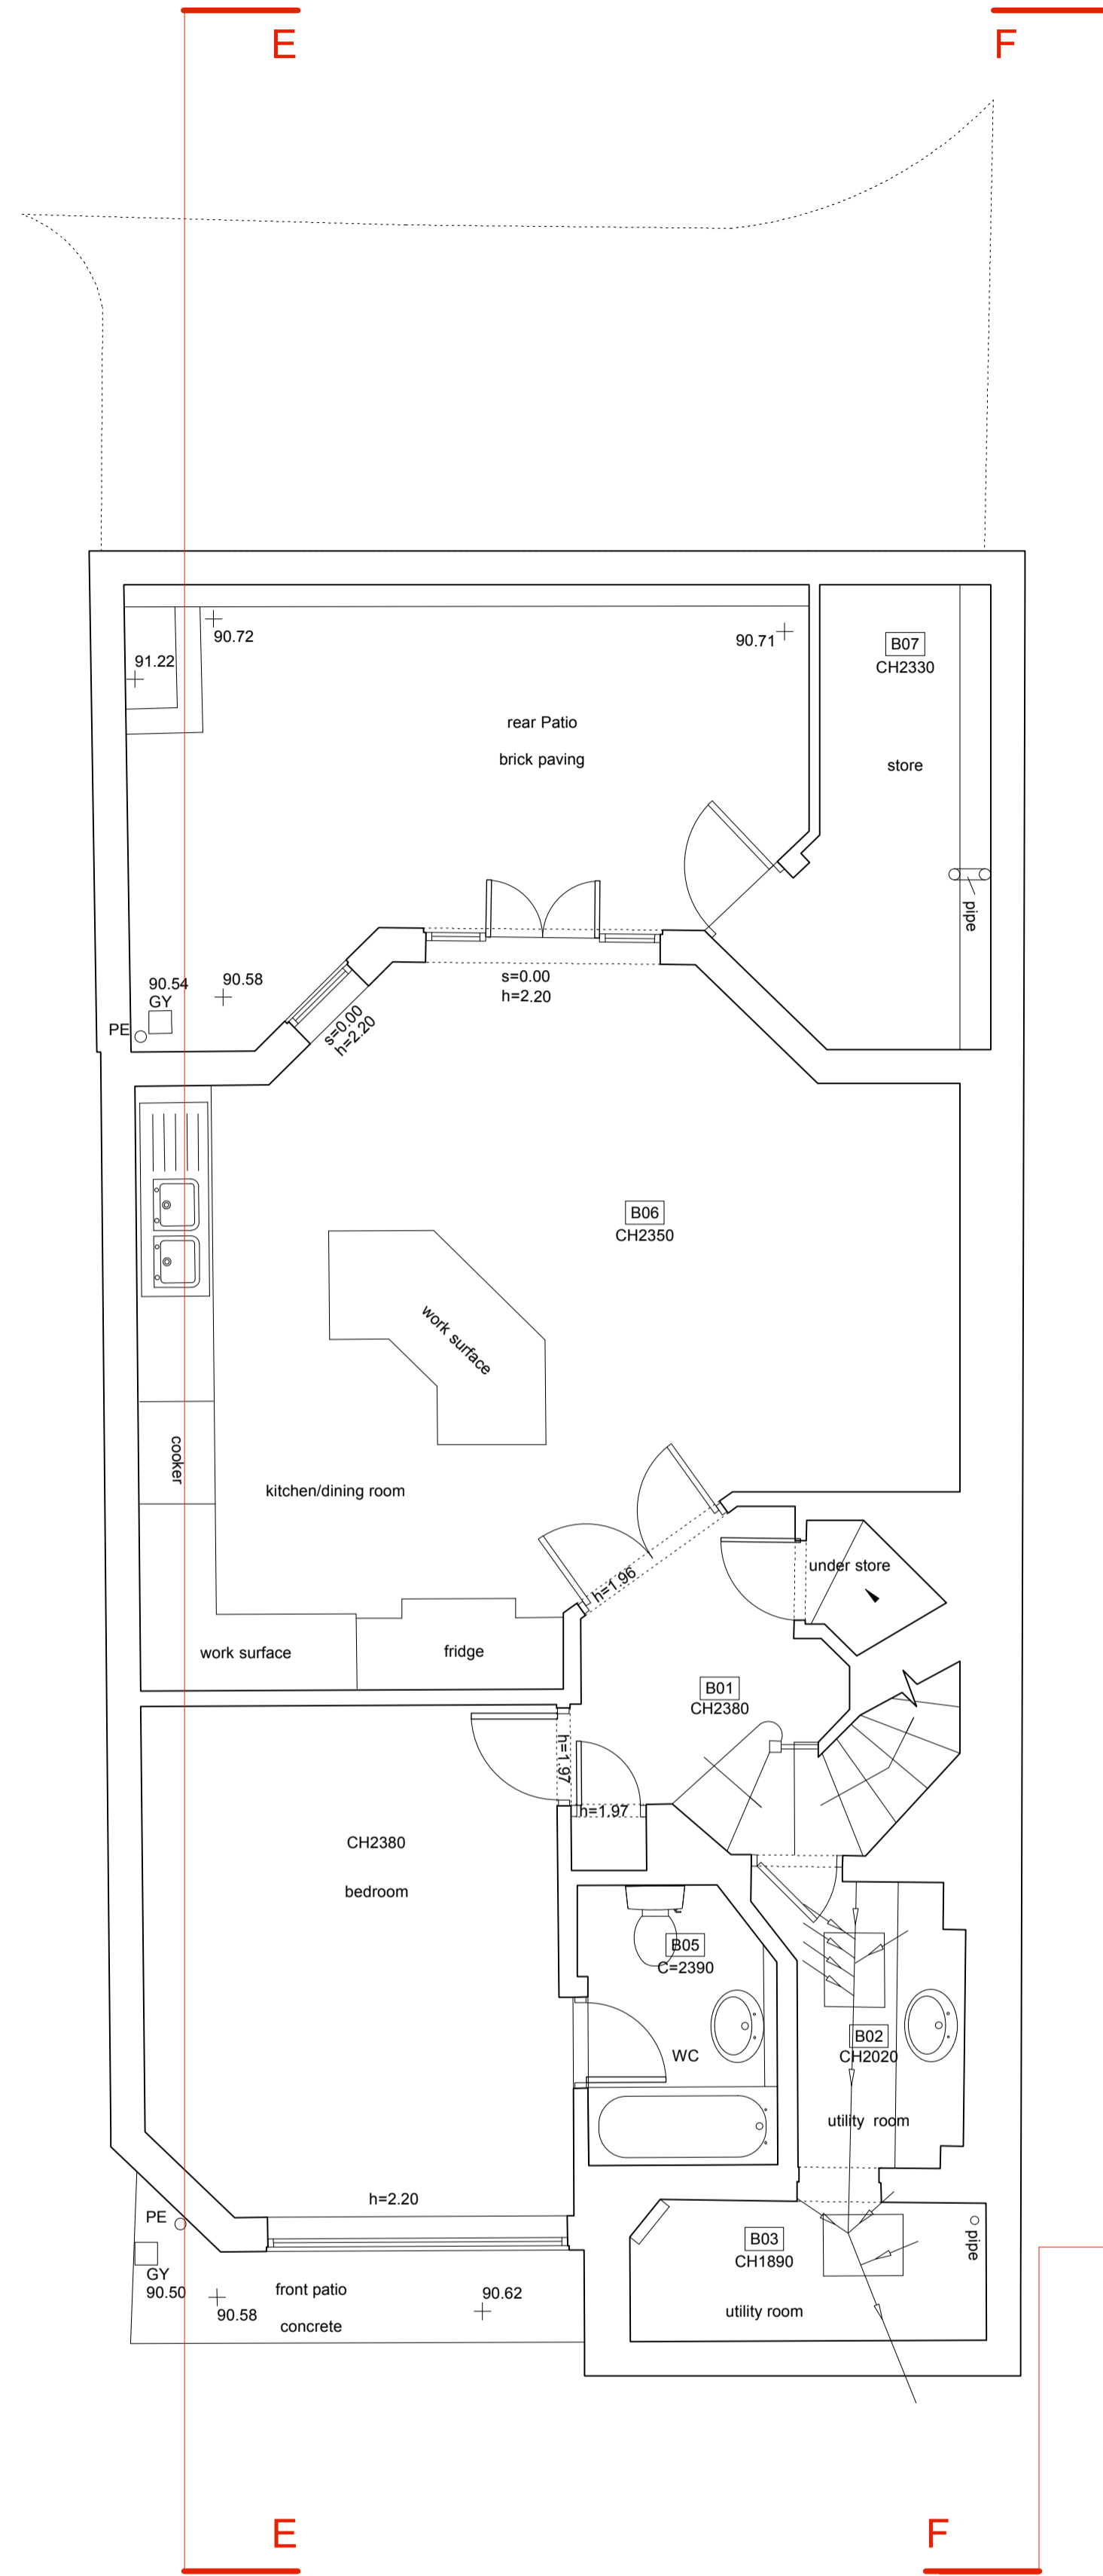 E
F
90.72
90.71
91.22
B07
CH2330
rear Patio
brick paving
store
pipe
90.54
GY
90.58
PE
s=0.00
h=2.20
s=0.00
h=2.20
B06
CH2350
work surface
cooker
kitchen/dining room
h=1.96
under store
work surface
fridge
B01
CH2380
h=1.97
h=1.97
CH2380
bedroom
B05
C=2390
WC
B02
CH2020
utility room
h=2.20
PE
GY
90.50
90.58
front patio
concrete
90.62
B03
CH1890
pipe
utility room
E
F